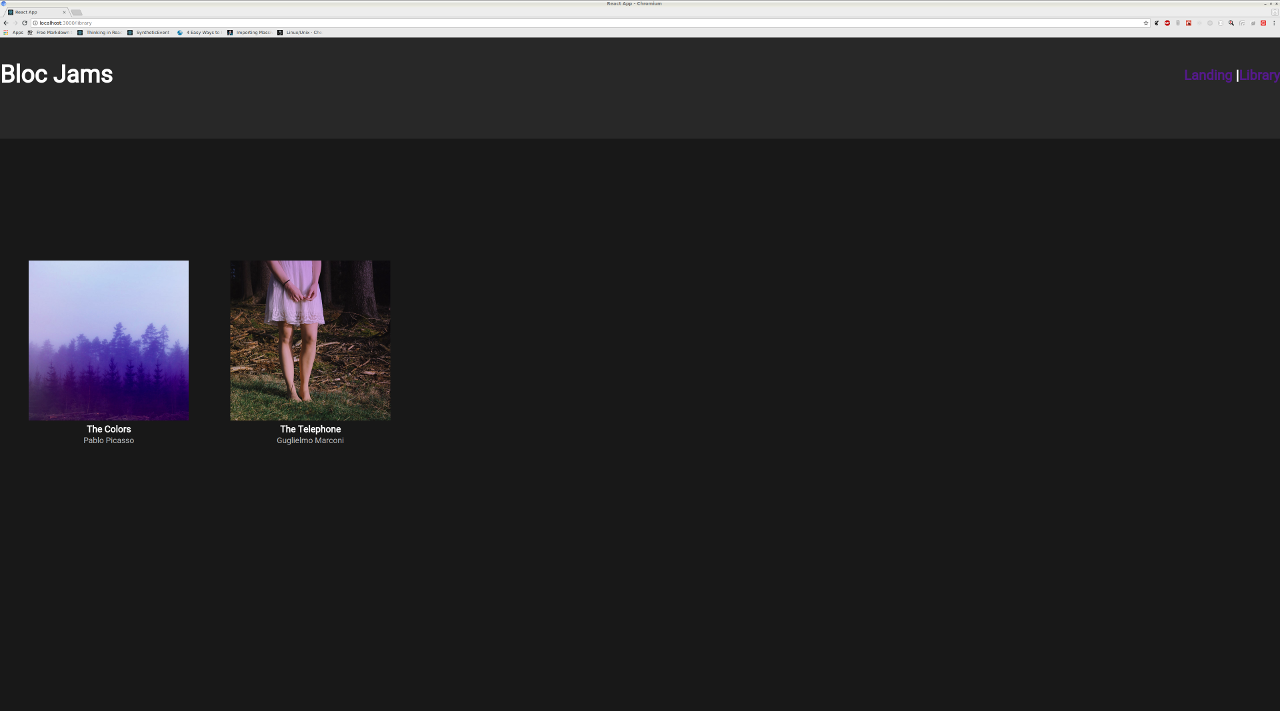 React App - Chromium
React App
localhost:3000/library
Apps Free Markdown Thinking in Rea SyntheticEvent 4 Easy Ways to Importing Mass Linux/Unix - Ch
Bloc Jams
Landing |Library
The Colors
Pablo Picasso
The Telephone
Guglielmo Marconi